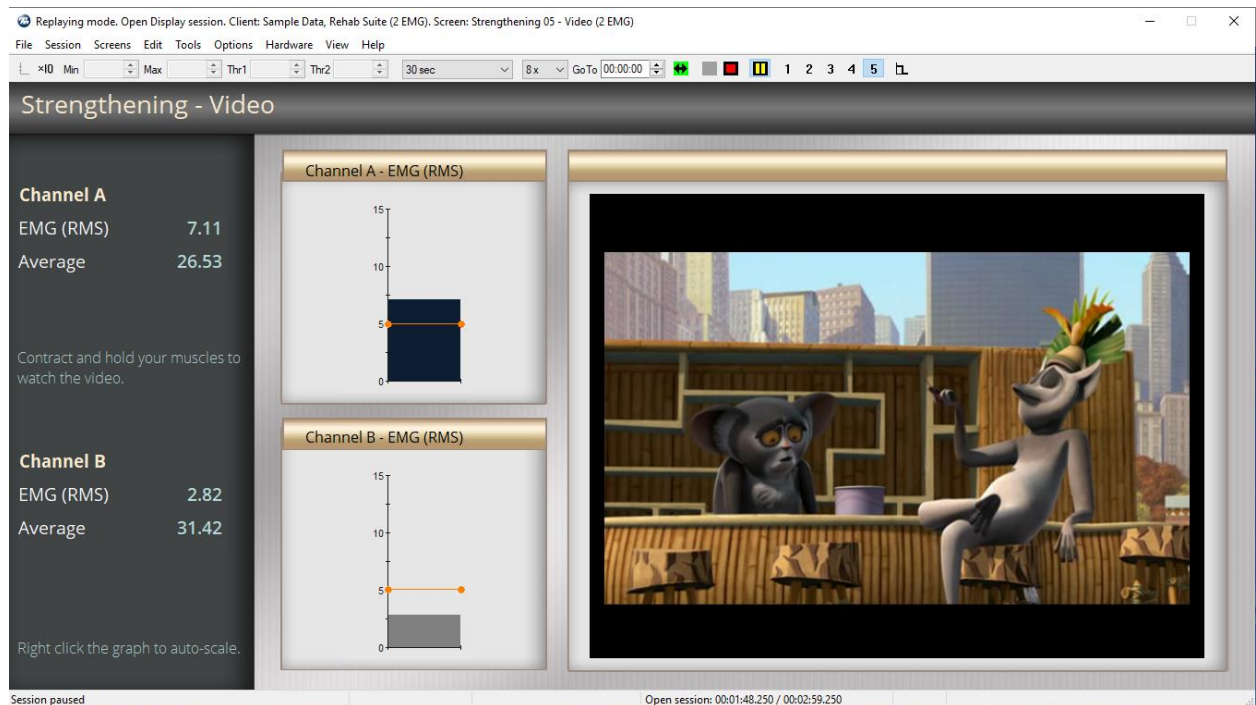 Replaying mode. Open Display session. Client: Sample Data, Rehab Suite (2 EMG). Screen: Strengthening 05 - Video (2 EMG)
File Session Screens Edit Tools Options Hardware View Help
×10 Min Max Thr1 Thr2 30 sec 8 x GoTo 00:00:00 1 2 3 4 5
Strengthening - Video
Channel A
EMG (RMS) 7.11
Average 26.53
Contract and hold your muscles to
watch the video.
Channel B
EMG (RMS) 2.82
Average 31.42
Right click the graph to auto-scale.
Channel A - EMG (RMS)
15
10
5
0
Channel B - EMG (RMS)
15
10
5
0
Session paused
Open session: 00:01:48.250 / 00:02:59.250